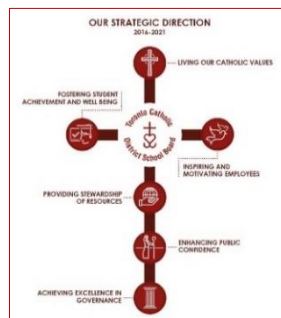 OUR STRATEGIC DIRECTION
2016-2021
LIVING OUR CATHOLIC VALUES
FOSTERING STUDENT
ACHIEVEMENT AND WELL BEING
Toronto Catholic
District School Board
INSPIRING AND
MOTIVATING EMPLOYEES
PROVIDING STEWARDSHIP
OF RESOURCES
ENHANCING PUBLIC
CONFIDENCE
ACHIEVING EXCELLENCE IN
GOVERNANCE